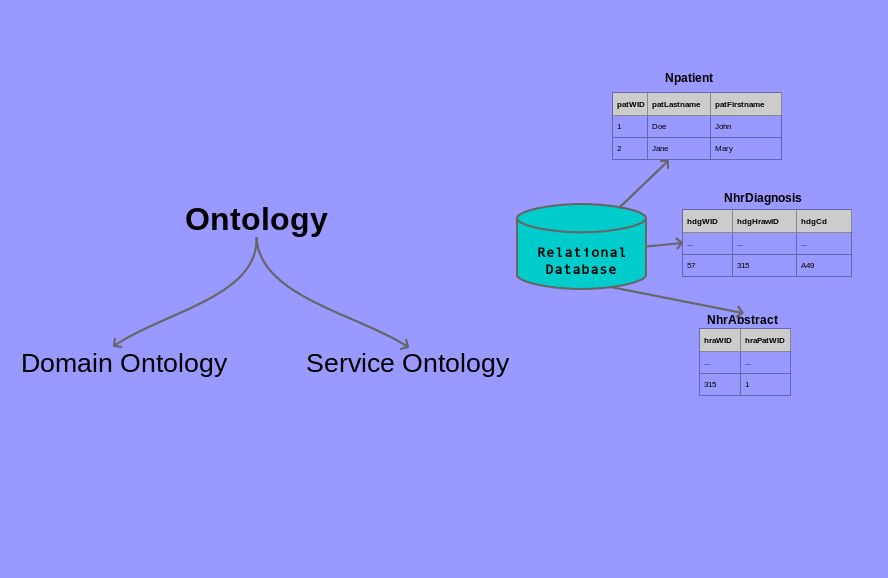 Ontology
Domain Ontology
Service Ontology
Relational
Database
Npatient
patWID patLastname patFirstname
1 Doe John
2 Jane Mary
NhrDiagnosis
hdgWID hdgHrawID hdgCd
... ... ...
57 315 A49
NhrAbstract
hraWID hraPatWID
... ...
315 1